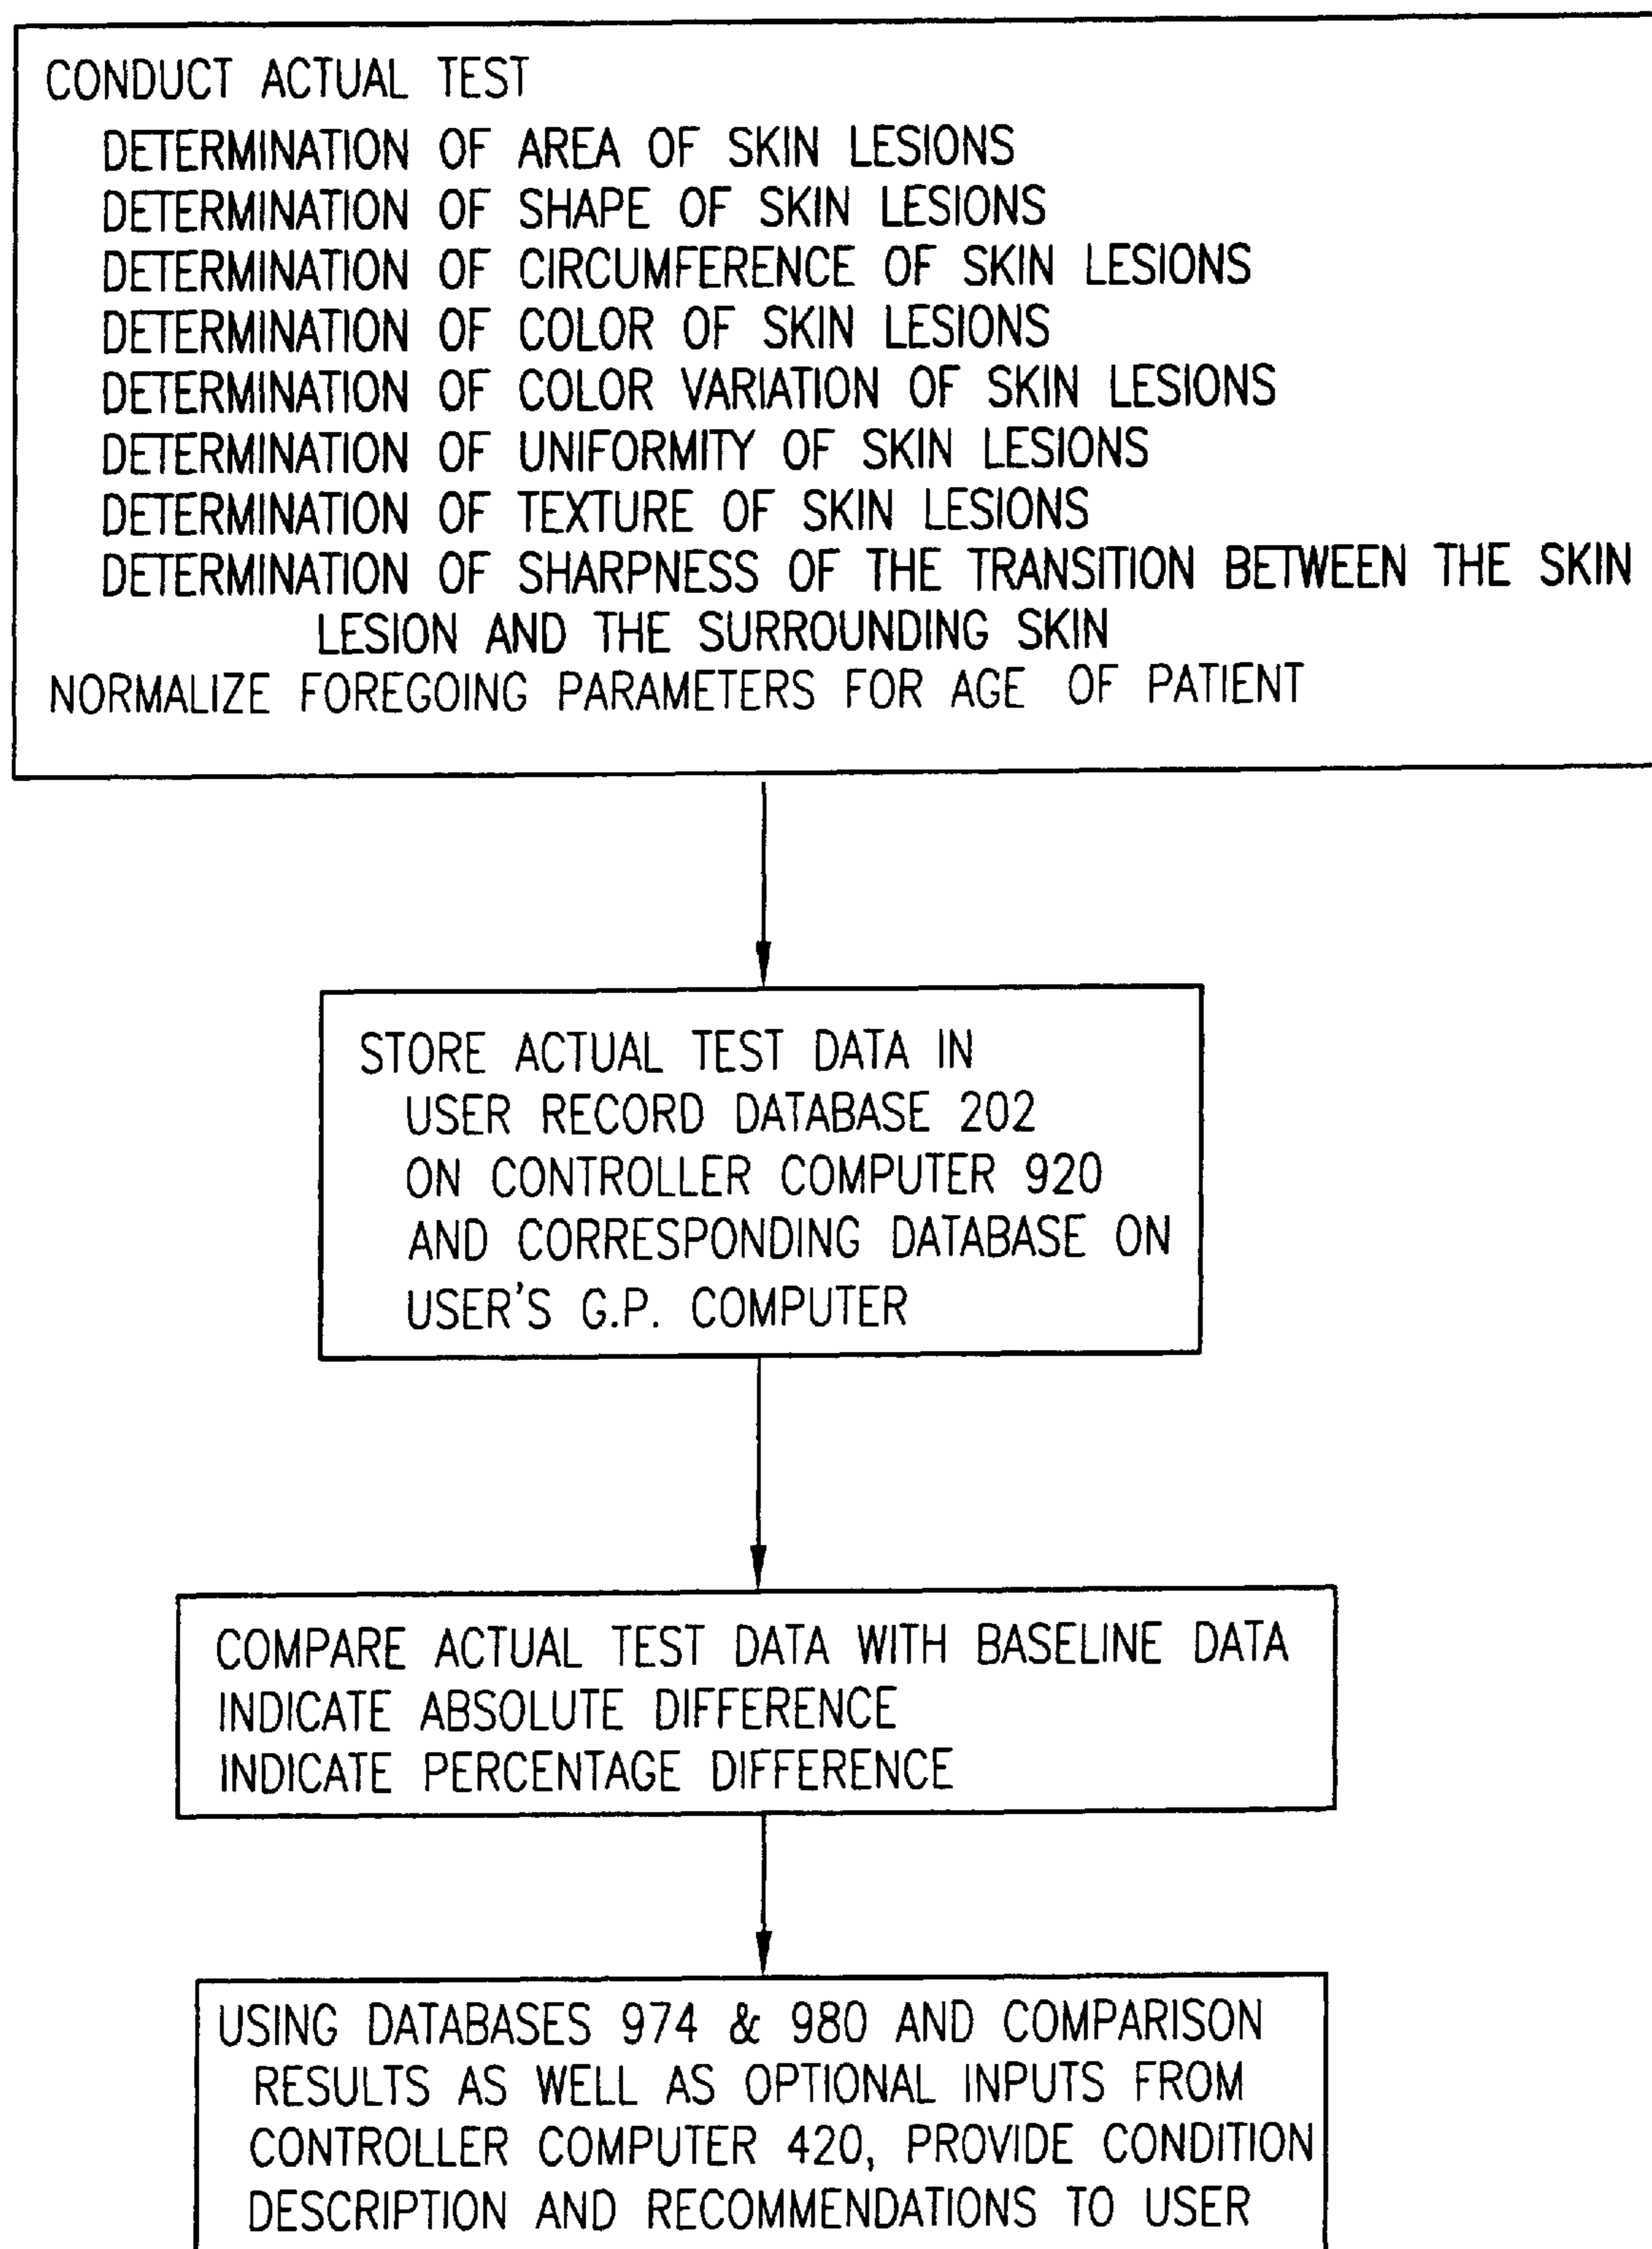 CONDUCT ACTUAL TEST
DETERMINATION OF AREA OF SKIN LESIONS
DETERMINATION OF SHAPE OF SKIN LESIONS
DETERMINATION OF CIRCUMFERENCE OF SKIN LESIONS
DETERMINATION OF COLOR OF SKIN LESIONS
DETERMINATION OF COLOR VARIATION OF SKIN LESIONS
DETERMINATION OF UNIFORMITY OF SKIN LESIONS
DETERMINATION OF TEXTURE OF SKIN LESIONS
DETERMINATION OF SHARPNESS OF THE TRANSITION BETWEEN THE SKIN
LESION AND THE SURROUNDING SKIN
NORMALIZE FOREGOING PARAMETERS FOR AGE OF PATIENT
STORE ACTUAL TEST DATA IN
USER RECORD DATABASE 202
ON CONTROLLER COMPUTER 920
AND CORRESPONDING DATABASE ON
USER'S G.P. COMPUTER
COMPARE ACTUAL TEST DATA WITH BASELINE DATA
INDICATE ABSOLUTE DIFFERENCE
INDICATE PERCENTAGE DIFFERENCE
USING DATABASES 974 & 980 AND COMPARISON
RESULTS AS WELL AS OPTIONAL INPUTS FROM
CONTROLLER COMPUTER 420, PROVIDE CONDITION
DESCRIPTION AND RECOMMENDATIONS TO USER